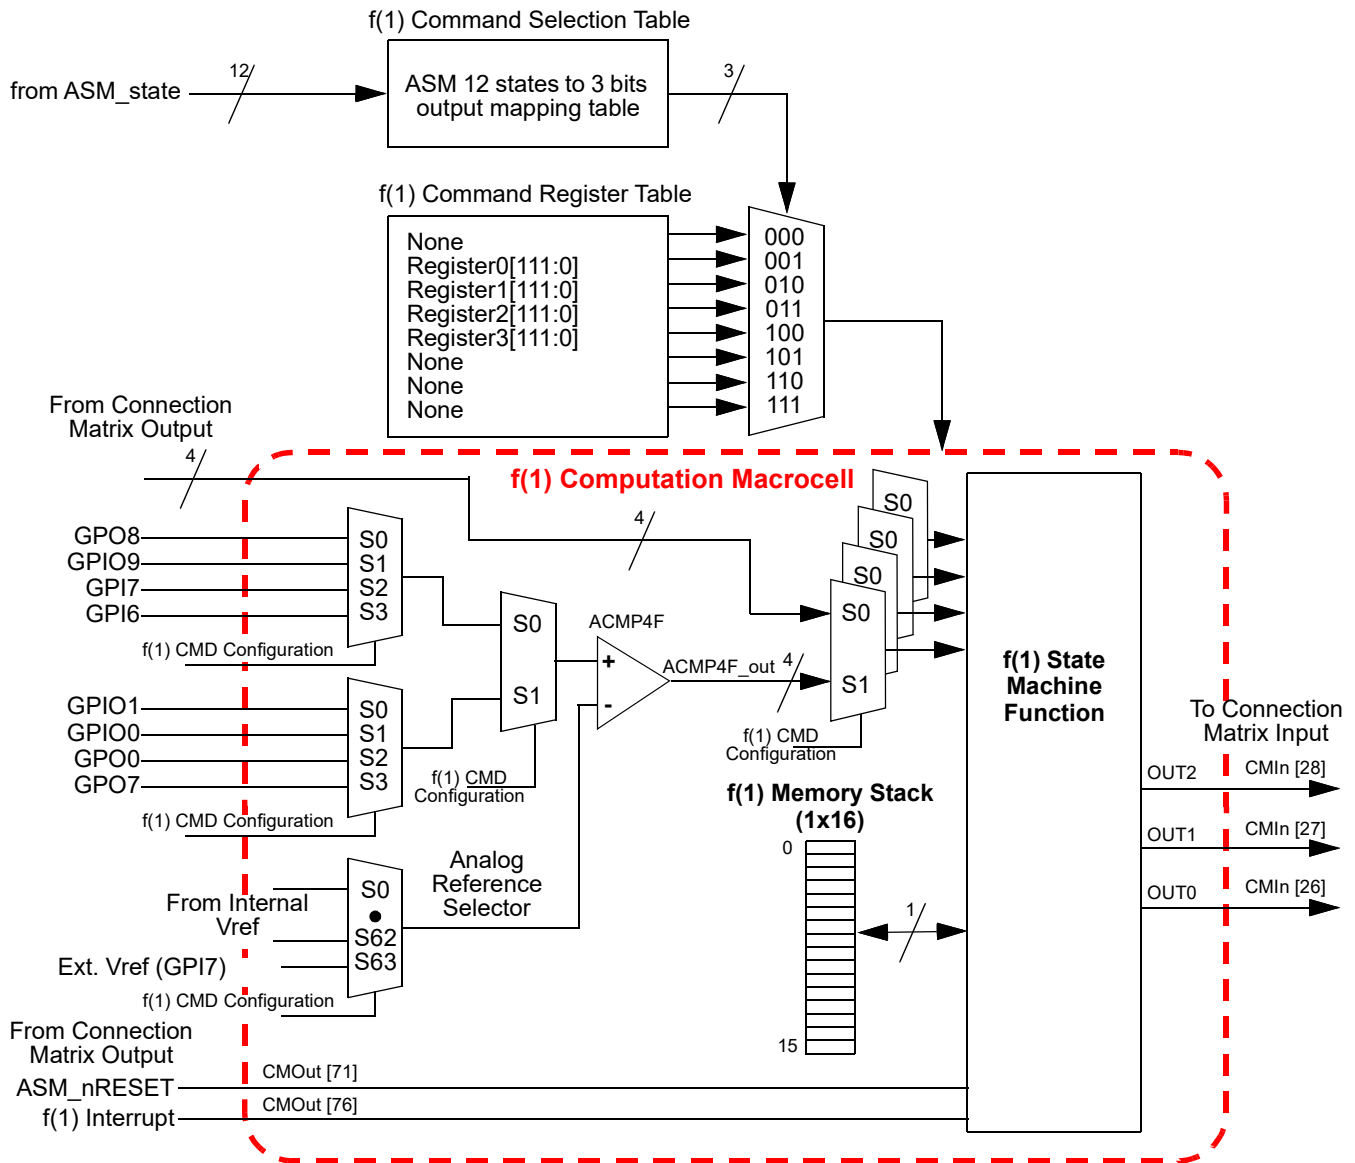 f(1) Command Selection Table
from ASM_state
12
ASM 12 states to 3 bits
output mapping table
3
f(1) Command Register Table
None
Register0[111:0]
Register1[111:0]
Register2[111:0]
Register3[111:0]
None
None
None
000
001
010
011
100
101
110
111
From Connection
Matrix Output
4
f(1) Computation Macrocell
4
GPO8
GPIO9
GPI7
GPI6
S0
S1
S2
S3
f(1) CMD Configuration
GPIO1
GPIO0
GPO0
GPO7
S0
S1
S2
S3
f(1) CMD Configuration
S0
S1
f(1) CMD
Configuration
ACMP4F
+
-
ACMP4F_out
4
S0
S0
S0
S0
S1
f(1) CMD
Configuration
f(1) State
Machine
Function
From Internal
Vref
Ext. Vref (GPI7)
S0
S62
S63
f(1) CMD Configuration
Analog
Reference
Selector
f(1) Memory Stack
(1x16)
0
15
1
To Connection
Matrix Input
OUT2
CMIn [28]
OUT1
CMIn [27]
OUT0
CMIn [26]
From Connection
Matrix Output
ASM_nRESET
CMOut [71]
f(1) Interrupt
CMOut [76]